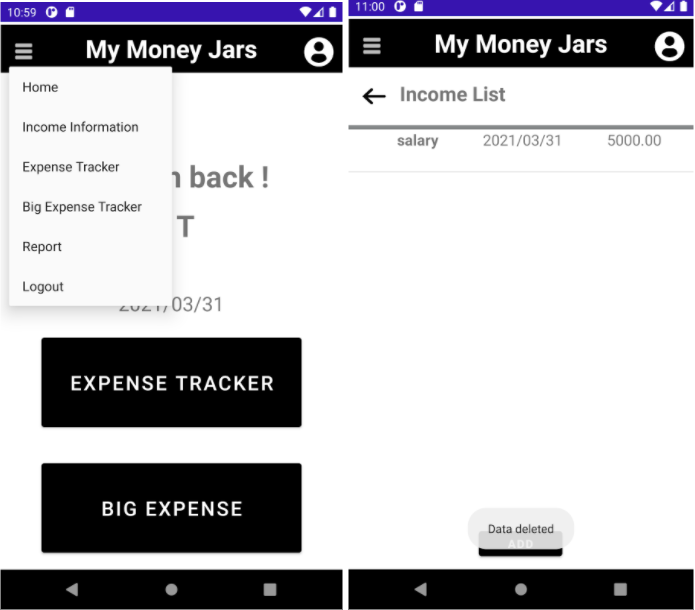 10:59
My Money Jars
Home
Income Information
Expense Tracker
Big Expense Tracker
Report
Logout
back !
T
2021/03/31
EXPENSE TRACKER
BIG EXPENSE
11:00
My Money Jars
Income List
salary 2021/03/31 5000.00
Data deleted
ADD